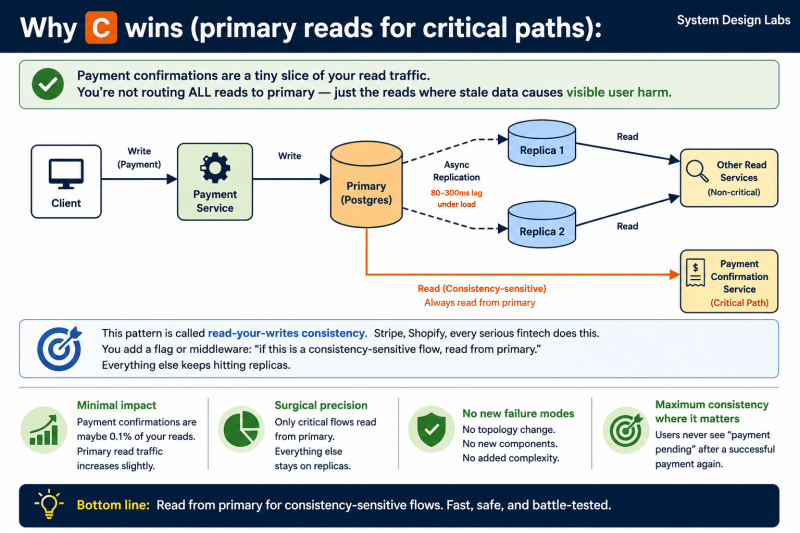 Why C wins (primary reads for critical paths):
System Design Labs
Payment confirmations are a tiny slice of your read traffic.
You're not routing ALL reads to primary — just the reads where stale data causes visible user harm.
Client
Write
(Payment)
Payment
Service
Write
Primary
(Postgres)
Async
Replication
80–300ms lag
under load
Replica 1
Replica 2
Read
Read
Other Read
Services
(Non-critical)
Read (Consistency-sensitive)
Always read from primary
$
Payment
Confirmation
Service
(Critical Path)
This pattern is called read-your-writes consistency. Stripe, Shopify, every serious fintech does this.
You add a flag or middleware: “if this is a consistency-sensitive flow, read from primary.”
Everything else keeps hitting replicas.
Minimal impact
Payment confirmations are
maybe 0.1% of your reads.
Primary read traffic
increases slightly.
Surgical precision
Only critical flows read
from primary.
Everything else
stays on replicas.
No new failure modes
No topology change.
No new components.
No added complexity.
Maximum consistency
where it matters
Users never see “payment
pending” after a successful
payment again.
Bottom line: Read from primary for consistency-sensitive flows. Fast, safe, and battle-tested.